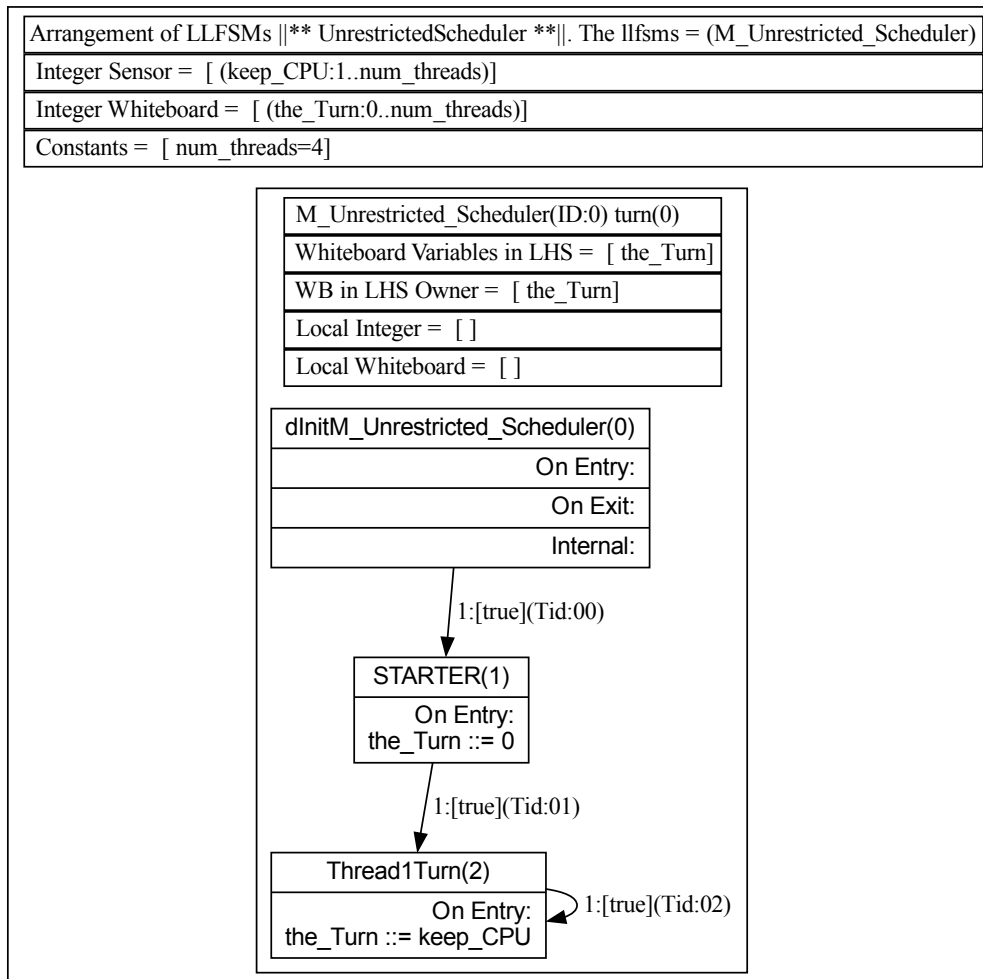 Arrangement of LLFSMs ||** UnrestrictedScheduler **||. The llfsms = (M_Unrestricted_Scheduler)
Integer Sensor = [ (keep_CPU:1..num_threads)]
Integer Whiteboard = [ (the_Turn:0..num_threads)]
Constants = [ num_threads=4]
M_Unrestricted_Scheduler(ID:0) turn(0)
Whiteboard Variables in LHS = [ the_Turn]
WB in LHS Owner = [ the_Turn]
Local Integer = [ ]
Local Whiteboard = [ ]
dInitM_Unrestricted_Scheduler(0)
On Entry:
On Exit:
Internal:
1:[true](Tid:00)
STARTER(1)
On Entry:
the_Turn ::= 0
1:[true](Tid:01)
Thread1Turn(2)
On Entry:
the_Turn ::= keep_CPU
1:[true](Tid:02)